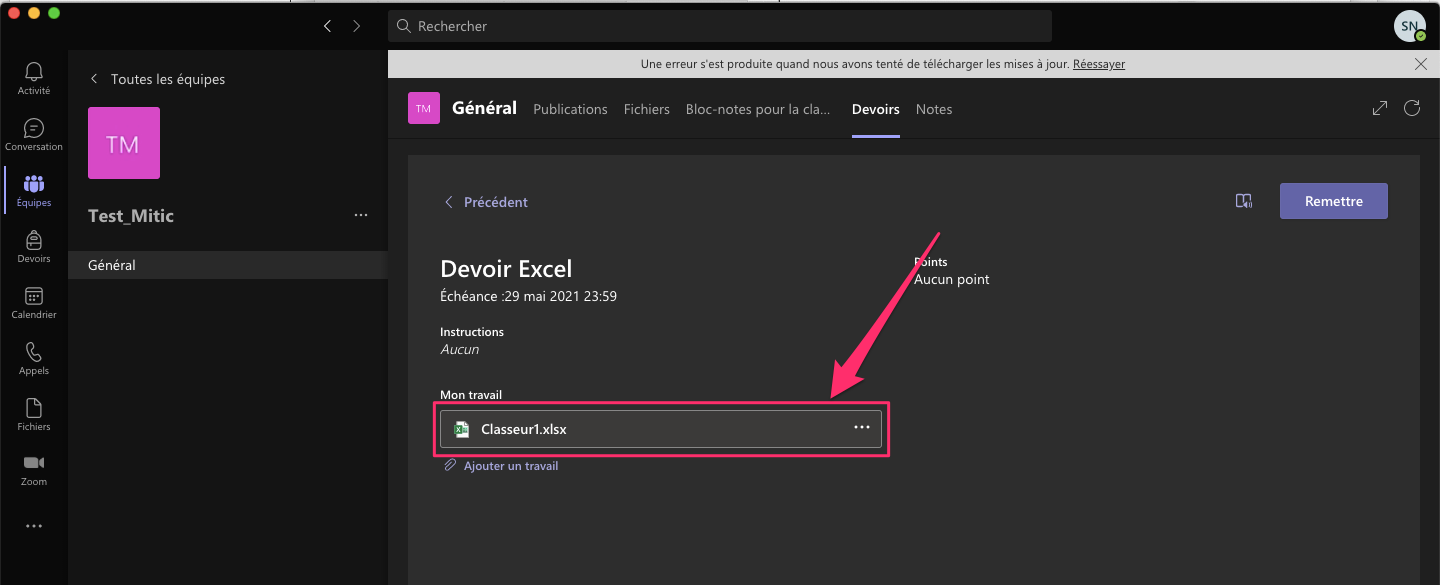 Rechercher
SN
Activité
Conversation
Équipes
Devoirs
Calendrier
Appels
Fichiers
Zoom
Toutes les équipes
TM
Test_Mitic
Général
Une erreur s'est produite quand nous avons tenté de télécharger les mises à jour. Réessayer
TM Général Publications Fichiers Bloc-notes pour la cla... Devoirs Notes
Précédent
Remettre
Devoir Excel
Échéance :29 mai 2021 23:59
Points
Aucun point
Instructions
Aucun
Mon travail
Classeur1.xlsx
Ajouter un travail